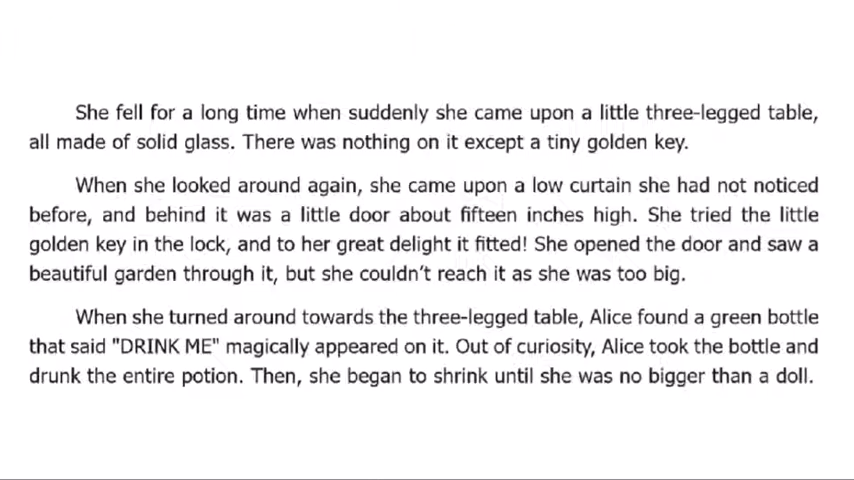 She fell for a long time when suddenly she came upon a little three-legged table,
all made of solid glass. There was nothing on it except a tiny golden key.
When she looked around again, she came upon a low curtain she had not noticed
before, and behind it was a little door about fifteen inches high. She tried the little
golden key in the lock, and to her great delight it fitted! She opened the door and saw a
beautiful garden through it, but she couldn't reach it as she was too big.
When she turned around towards the three-legged table, Alice found a green bottle
that said "DRINK ME" magically appeared on it. Out of curiosity, Alice took the bottle and
drunk the entire potion. Then, she began to shrink until she was no bigger than a doll.